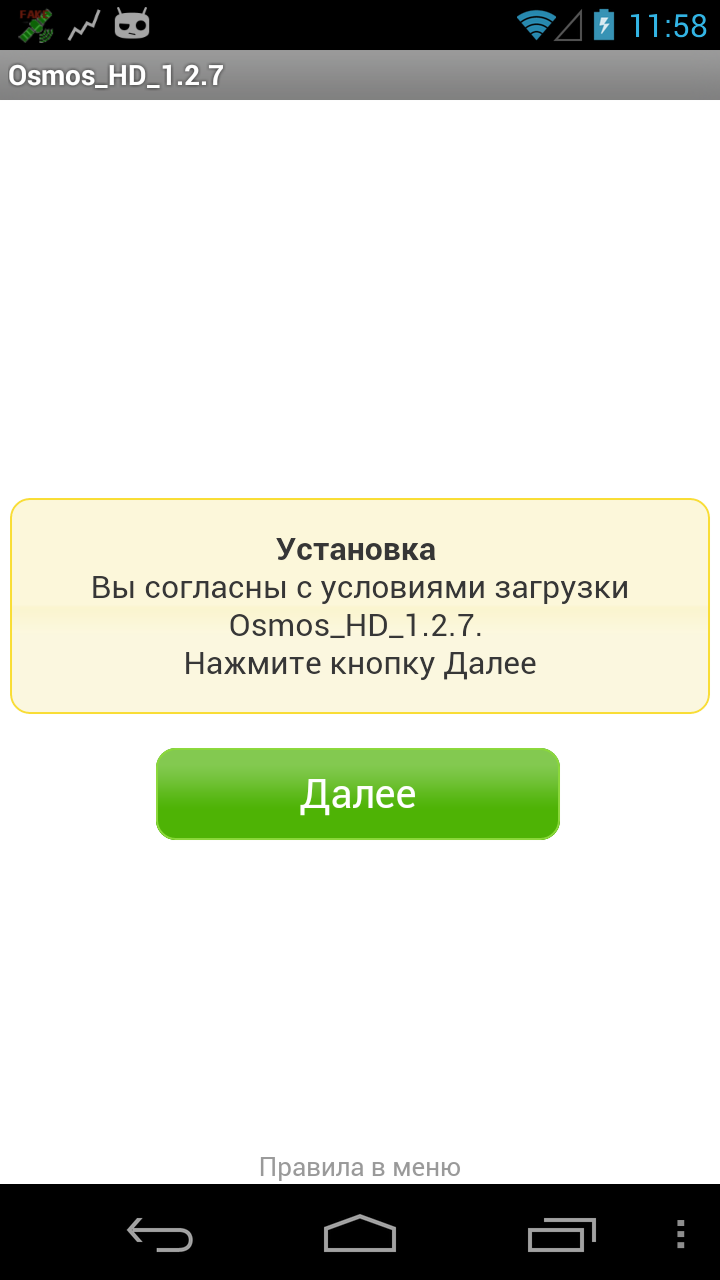 FAKE
11:58
Osmos_HD_1.2.7
Установка
Вы согласны с условиями загрузки
Osmos_HD_1.2.7.
Нажмите кнопку Далее
Далее
Правила в меню